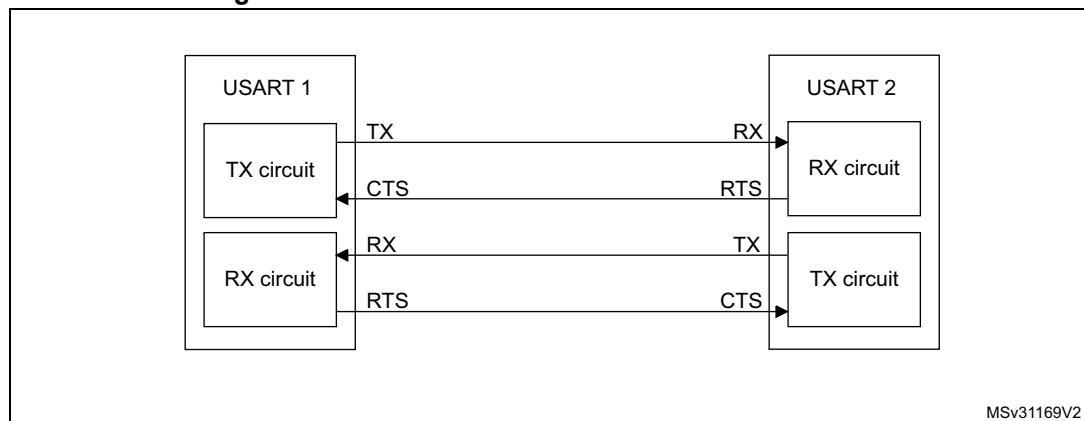 USART 1
USART 2
TX circuit
TX
RX
RX circuit
CTS
RTS
RX circuit
RX
TX
TX circuit
RTS
CTS
MSv31169V2